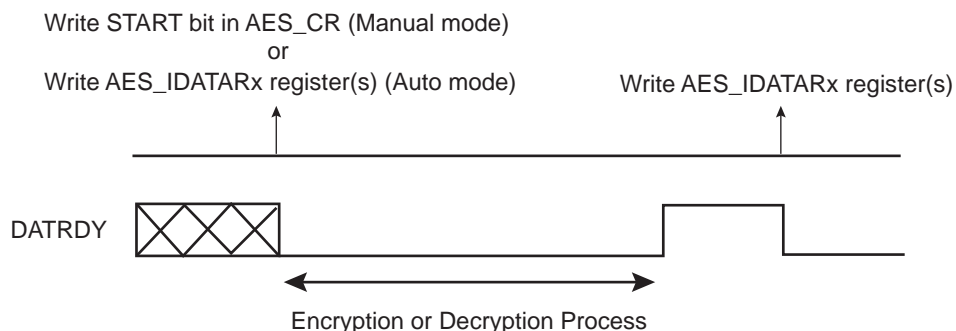 Write START bit in AES_CR (Manual mode)
or
Write AES_IDATARx register(s) (Auto mode)
Write AES_IDATARx register(s)
DATRDY
Encryption or Decryption Process